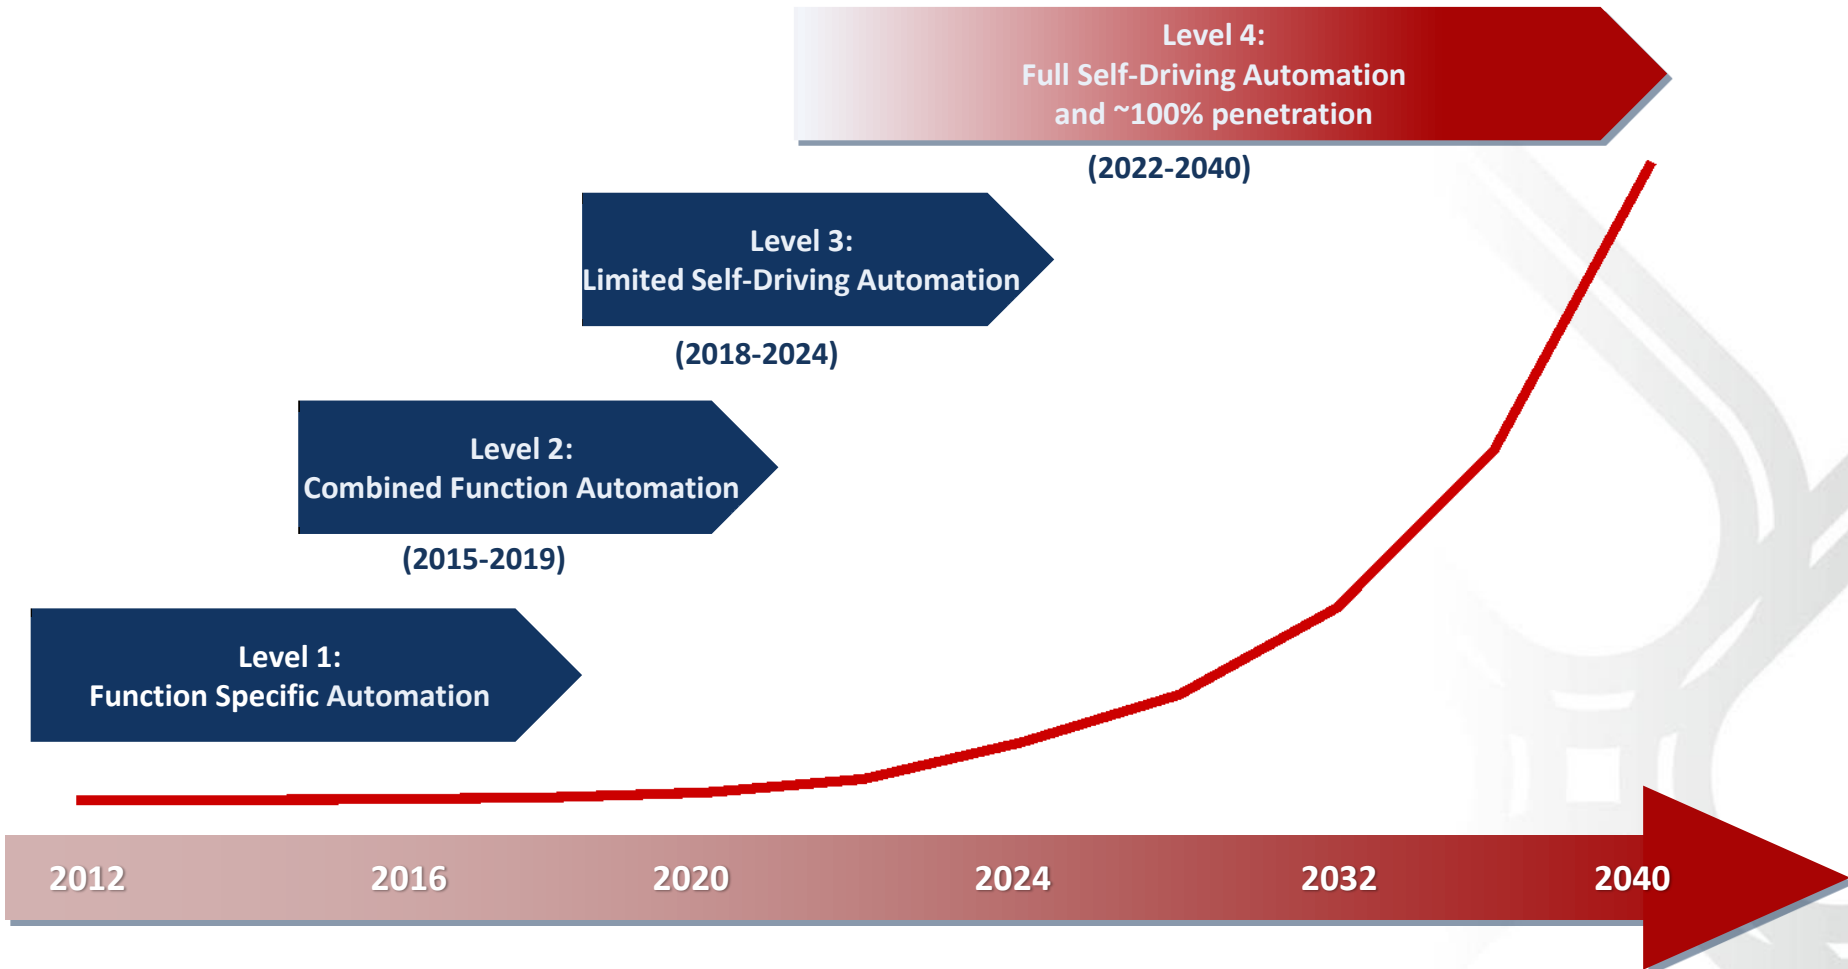 Level 4:
Full Self-Driving Automation
and ~100% penetration
(2022-2040)
Level 3:
Limited Self-Driving Automation
(2018-2024)
Level 2:
Combined Function Automation
(2015-2019)
Level 1:
Function Specific Automation
2012 2016 2020 2024 2032 2040